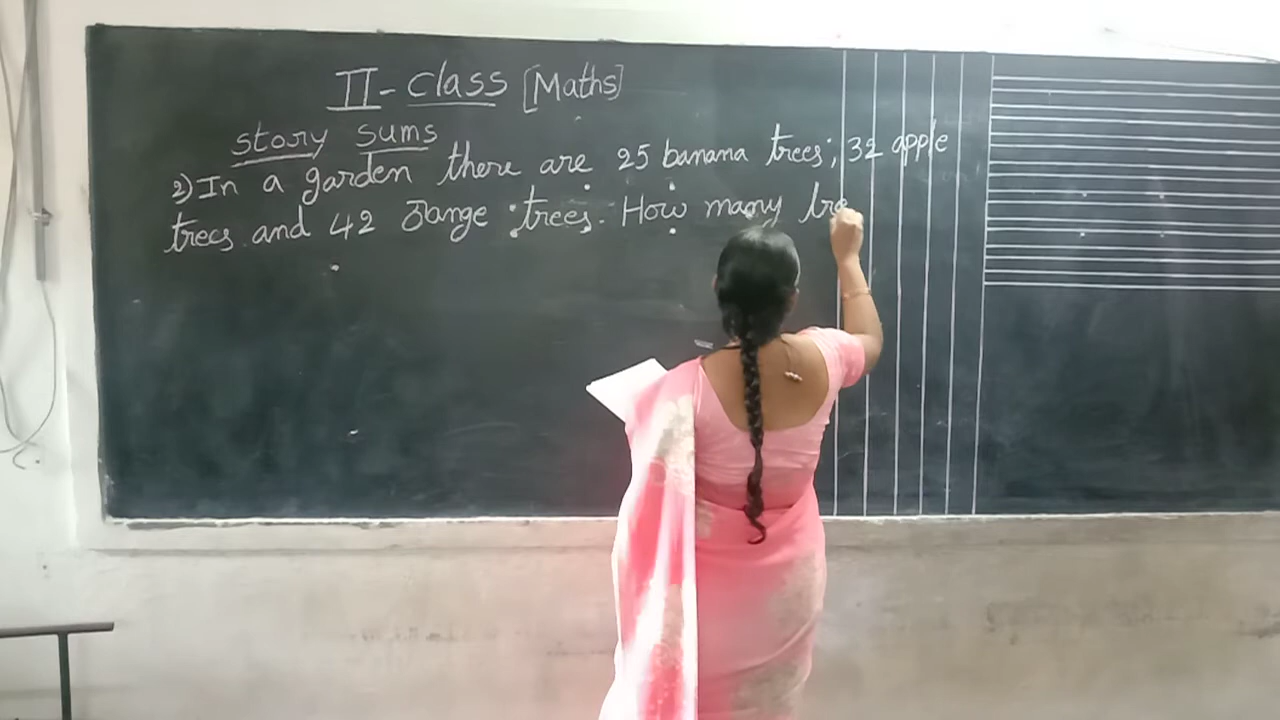 II - class [Maths]
story sums
2) In a garden there are 25 banana trees; 32 apple
trees and 42 orange trees. How many tre